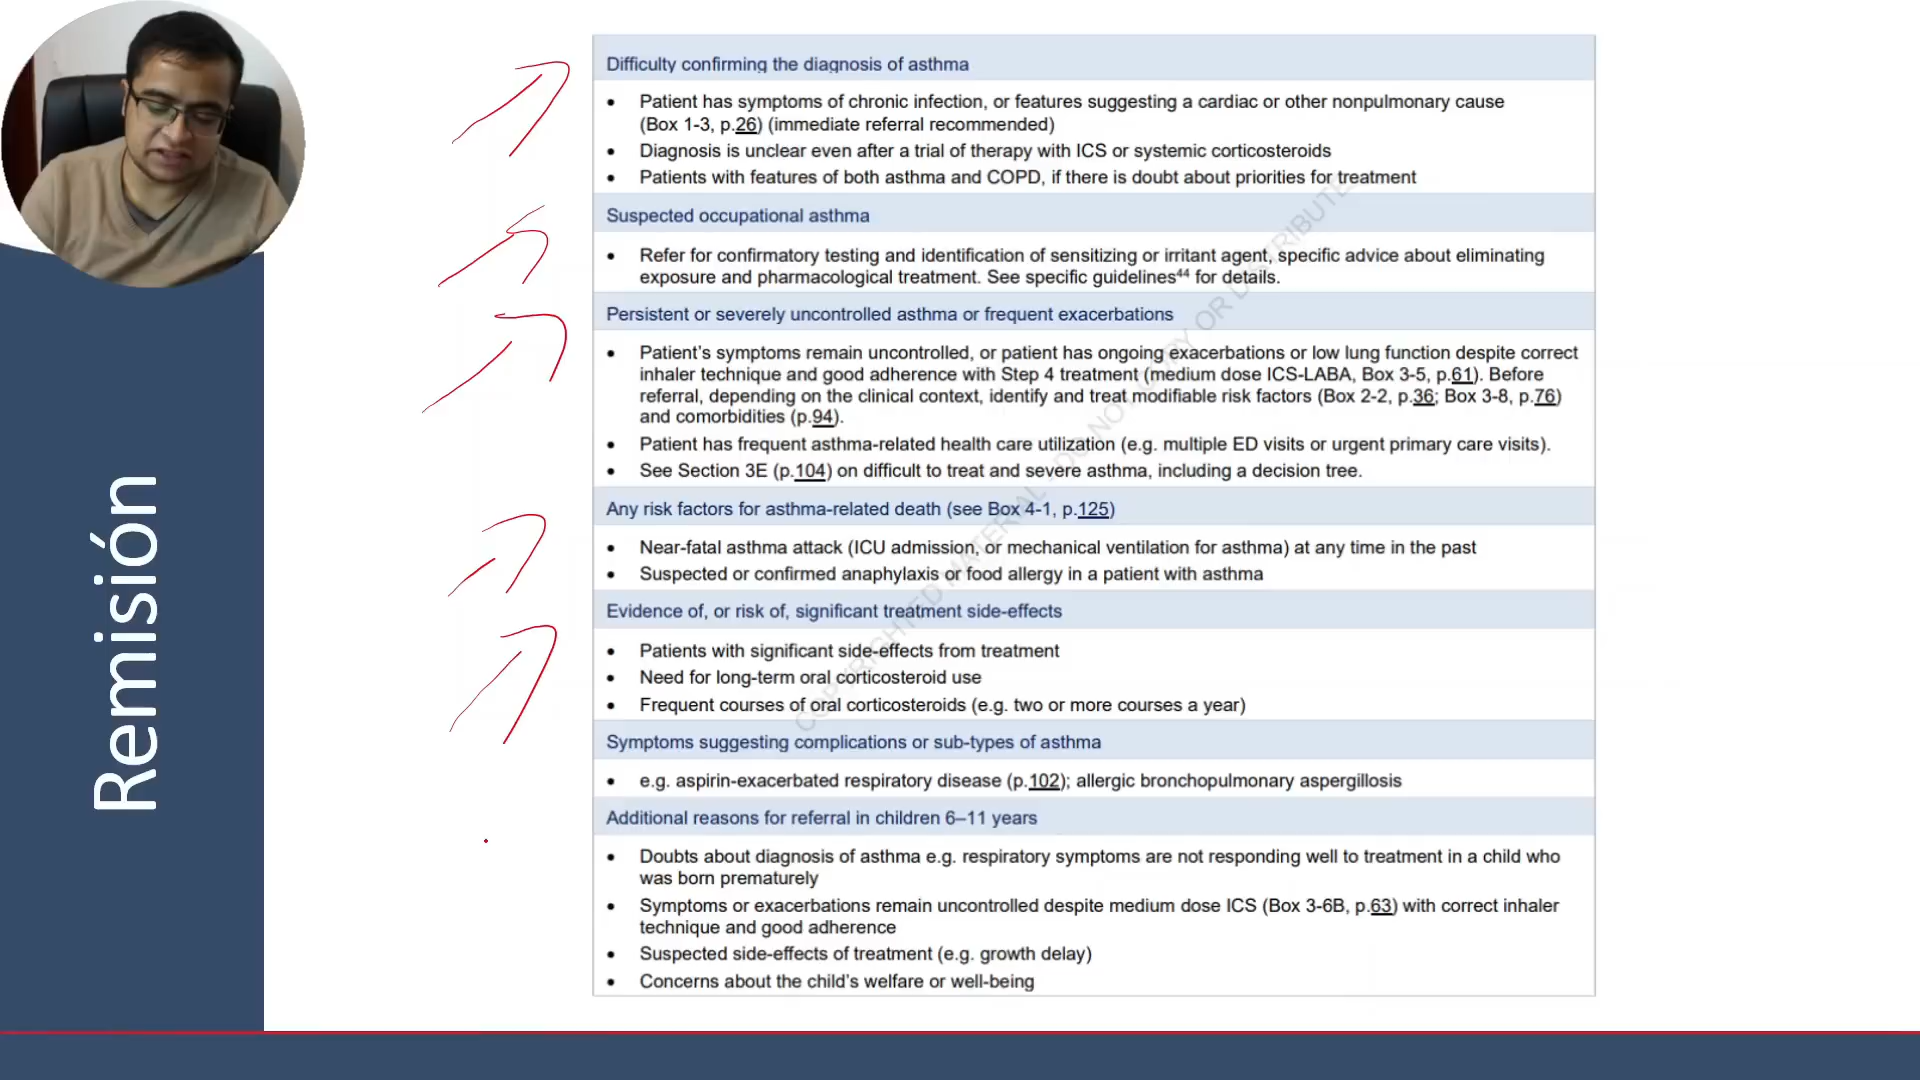 Remisión
Difficulty confirming the diagnosis of asthma
• Patient has symptoms of chronic infection, or features suggesting a cardiac or other nonpulmonary cause
(Box 1-3, p.26) (immediate referral recommended)
• Diagnosis is unclear even after a trial of therapy with ICS or systemic corticosteroids
• Patients with features of both asthma and COPD, if there is doubt about priorities for treatment
Suspected occupational asthma
• Refer for confirmatory testing and identification of sensitizing or irritant agent, specific advice about eliminating
exposure and pharmacological treatment. See specific guidelines⁴⁴ for details.
Persistent or severely uncontrolled asthma or frequent exacerbations
• Patient’s symptoms remain uncontrolled, or patient has ongoing exacerbations or low lung function despite correct
inhaler technique and good adherence with Step 4 treatment (medium dose ICS-LABA, Box 3-5, p.61). Before
referral, depending on the clinical context, identify and treat modifiable risk factors (Box 2-2, p.36; Box 3-8, p.76)
and comorbidities (p.94).
• Patient has frequent asthma-related health care utilization (e.g. multiple ED visits or urgent primary care visits).
• See Section 3E (p.104) on difficult to treat and severe asthma, including a decision tree.
Any risk factors for asthma-related death (see Box 4-1, p.125)
• Near-fatal asthma attack (ICU admission, or mechanical ventilation for asthma) at any time in the past
• Suspected or confirmed anaphylaxis or food allergy in a patient with asthma
Evidence of, or risk of, significant treatment side-effects
• Patients with significant side-effects from treatment
• Need for long-term oral corticosteroid use
• Frequent courses of oral corticosteroids (e.g. two or more courses a year)
Symptoms suggesting complications or sub-types of asthma
• e.g. aspirin-exacerbated respiratory disease (p.102); allergic bronchopulmonary aspergillosis
Additional reasons for referral in children 6–11 years
• Doubts about diagnosis of asthma e.g. respiratory symptoms are not responding well to treatment in a child who
was born prematurely
• Symptoms or exacerbations remain uncontrolled despite medium dose ICS (Box 3-6B, p.63) with correct inhaler
technique and good adherence
• Suspected side-effects of treatment (e.g. growth delay)
• Concerns about the child’s welfare or well-being
COPYRIGHTED MATERIAL - DO NOT COPY OR DISTRIBUTE